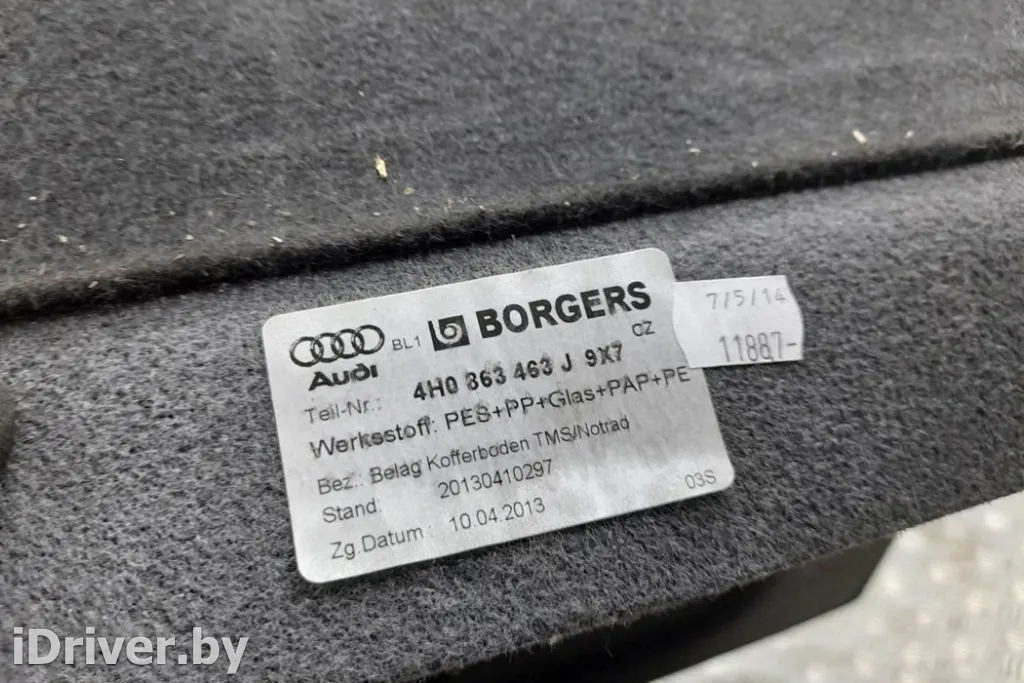 BL1 BORGERS
Audi
CZ
Teil-Nr.: 4H0 863 463 J 9X7
Werksstoff: PES+PP+Glas+PAP+PE
Bez.: Belag Kofferboden TMS/Notrad
Stand: 20130410297
Zg.Datum : 10.04.2013
03S
7/5/14
11887-
iDriver.by